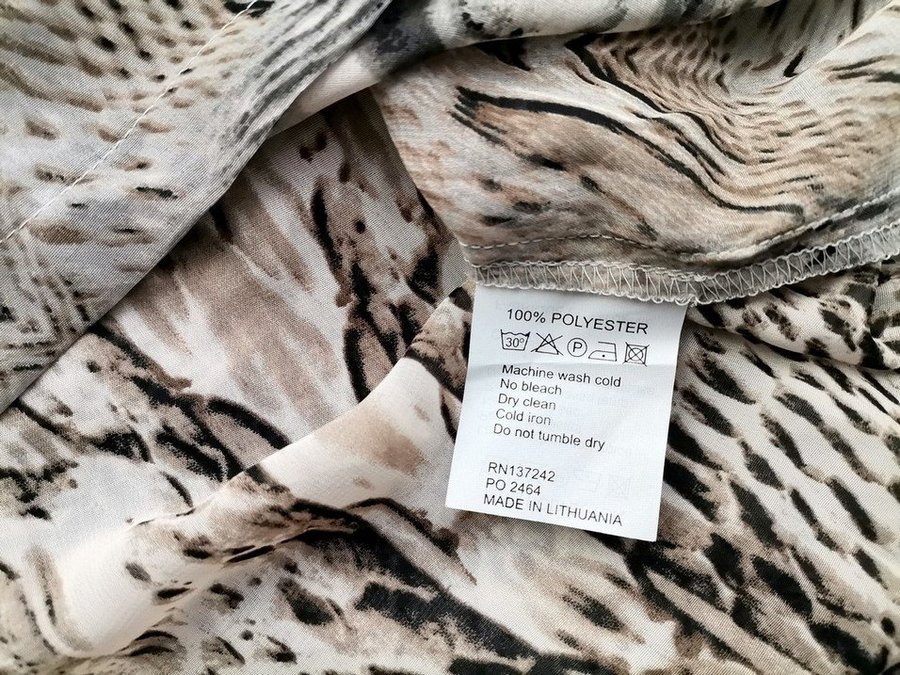 100% POLYESTER
30° P
Machine wash cold
No bleach
Dry clean
Cold iron
Do not tumble dry
RN137242
PO 2464
MADE IN LITHUANIA